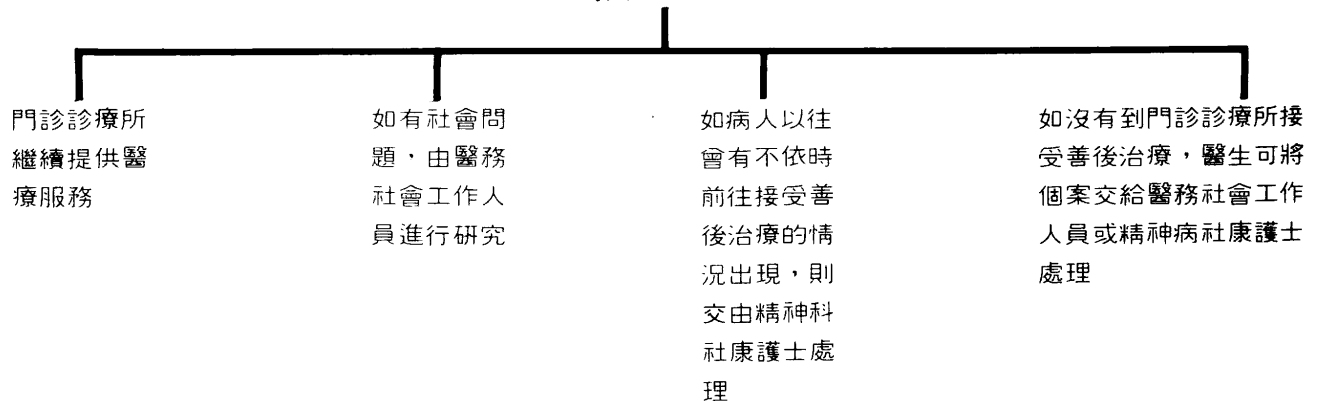 門診診療所
繼續提供醫
療服務
如有社會問
題，由醫務
社會工作人
員進行研究
如病人以往
曾有不依時
前往接受善
後治療的情
況出現，則
交由精神科
社康護士處
理
如沒有到門診診療所接
受善後治療，醫生可將
個案交給醫務社會工作
人員或精神病社康護士
處理